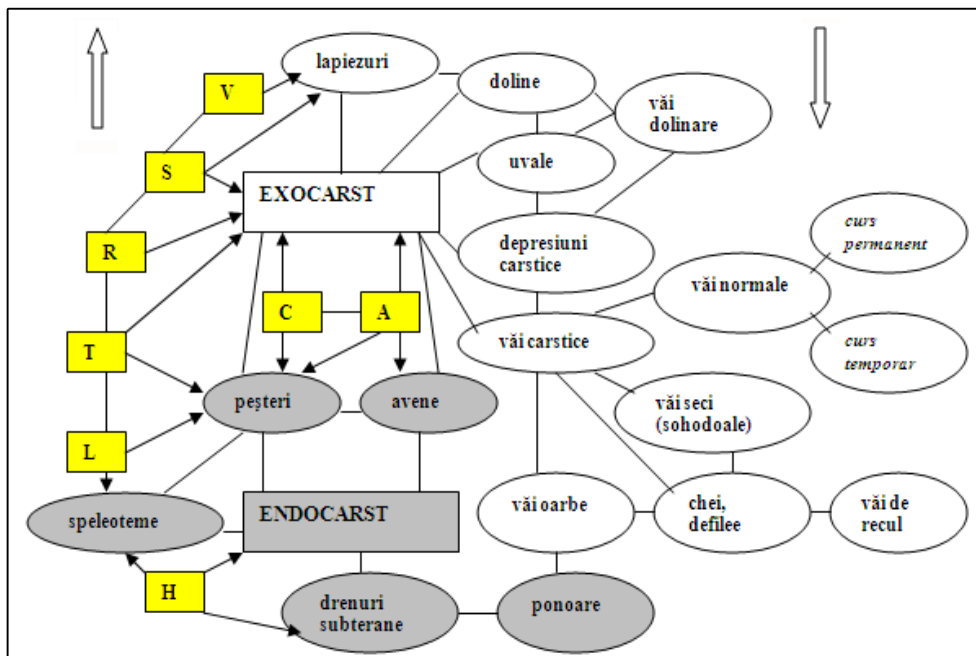 lapiezuri
V
doline
văi
dolinare
S
uvale
EXOCARST
R
depresiuni
carstice
curs
permanent
văi normale
C
A
văi carstice
T
curs
temporar
peșteri
avene
văi seci
(sohodoale)
L
speleoteme
ENDOCARST
văi oarbe
chei,
defilee
văi de
recul
H
drenuri
subterane
ponoare